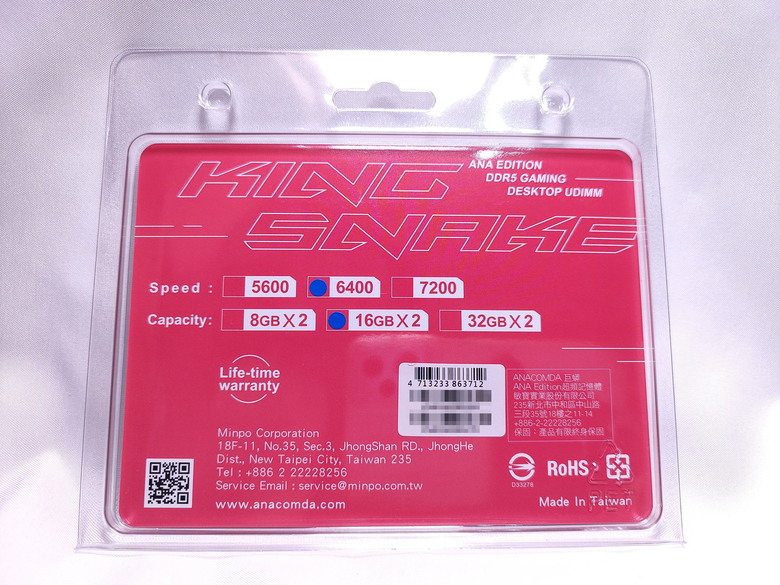 KING SNAKE
ANA EDITION
DDR5 GAMING
DESKTOP UDIMM
Speed : 5600 6400 7200
Capacity: 8GBX2 16GBX2 32GBX2
Life-time
warranty
4 713233 863712
ANACOMDA 巨蟒
ANA Edition超頻記憶體
敏寶實業股份有限公司
235新北市中和區中山路
三段35號18樓之11-14
+886-2-22228256
保固：產品有限終身保固
Minpo Corporation
18F-11, No.35, Sec.3, JhongShan RD., JhongHe
Dist., New Taipei City, Taiwan 235
Tel : +886 2 22228256
Service Email : service@minpo.com.tw
www.anacomda.com
D33278
RoHS
Made In Taiwan